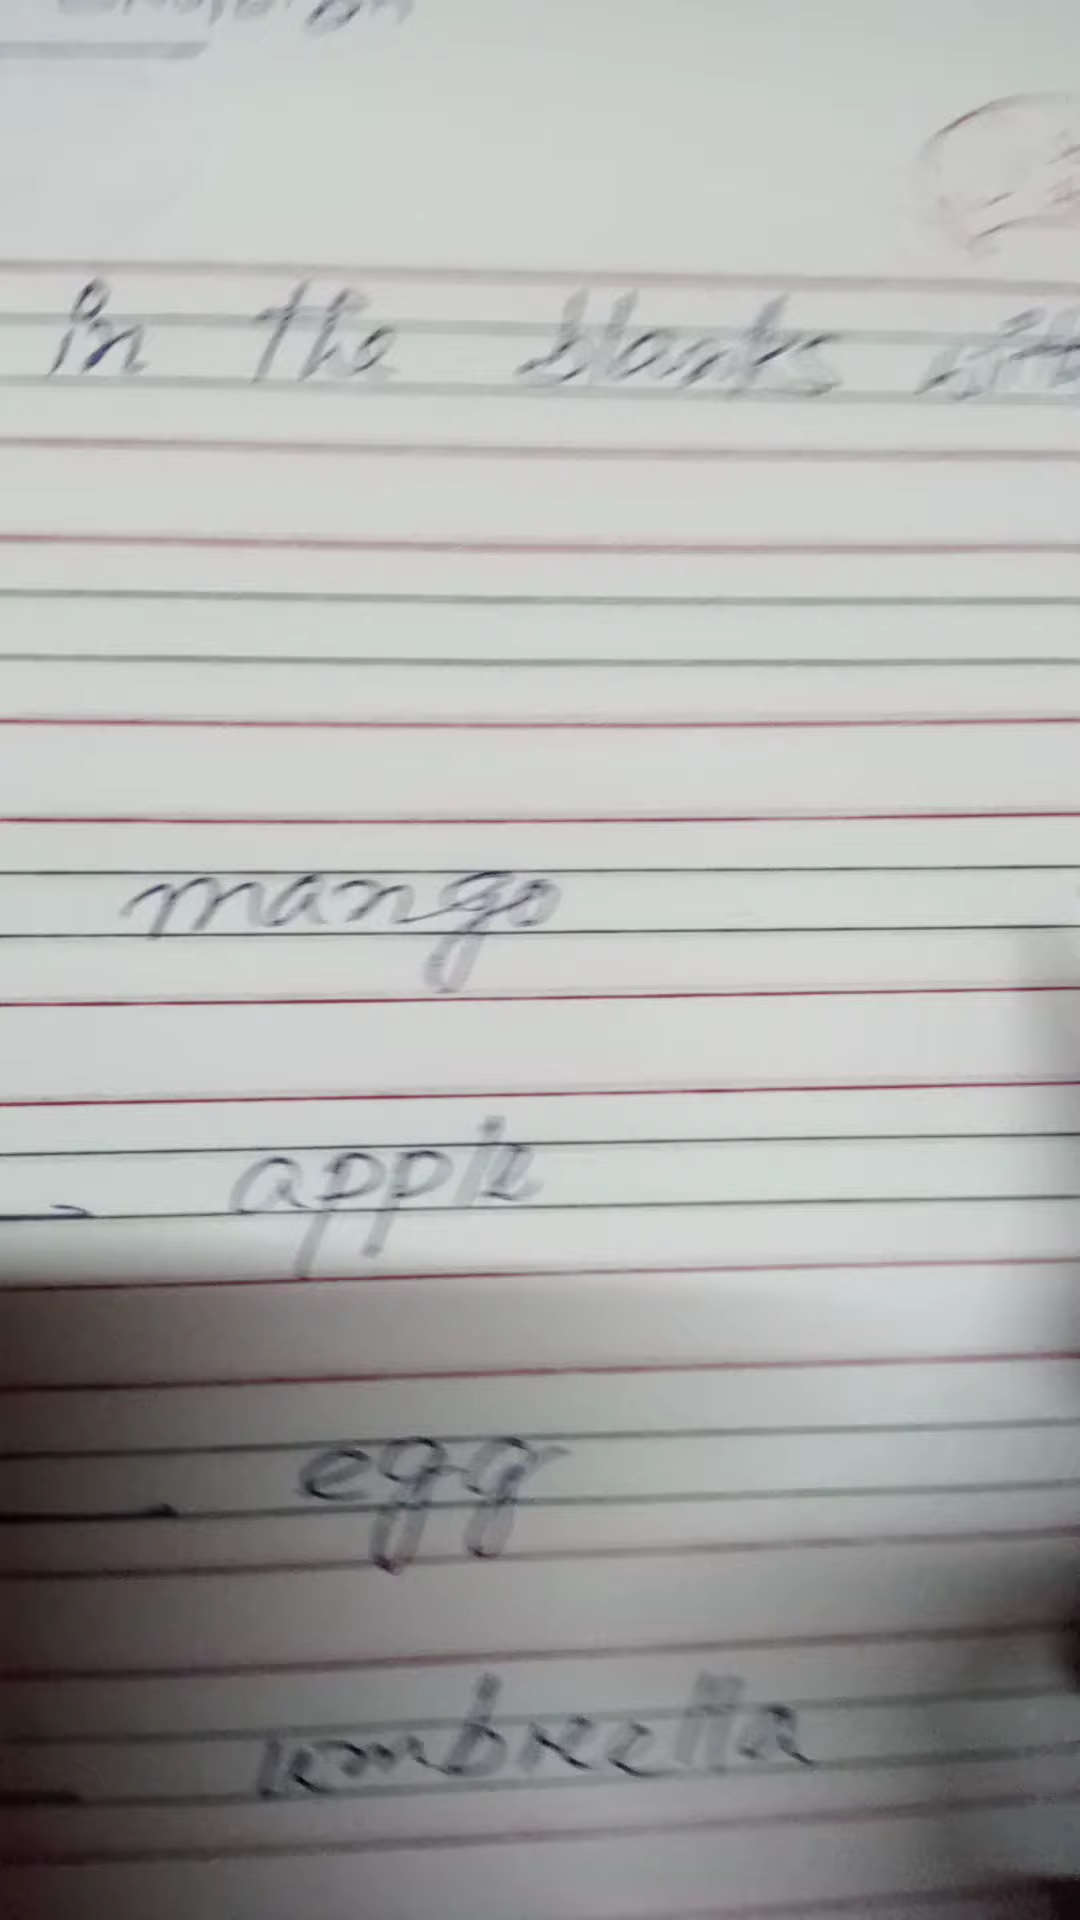 in the blanks
mango
apple
egg
umbrella